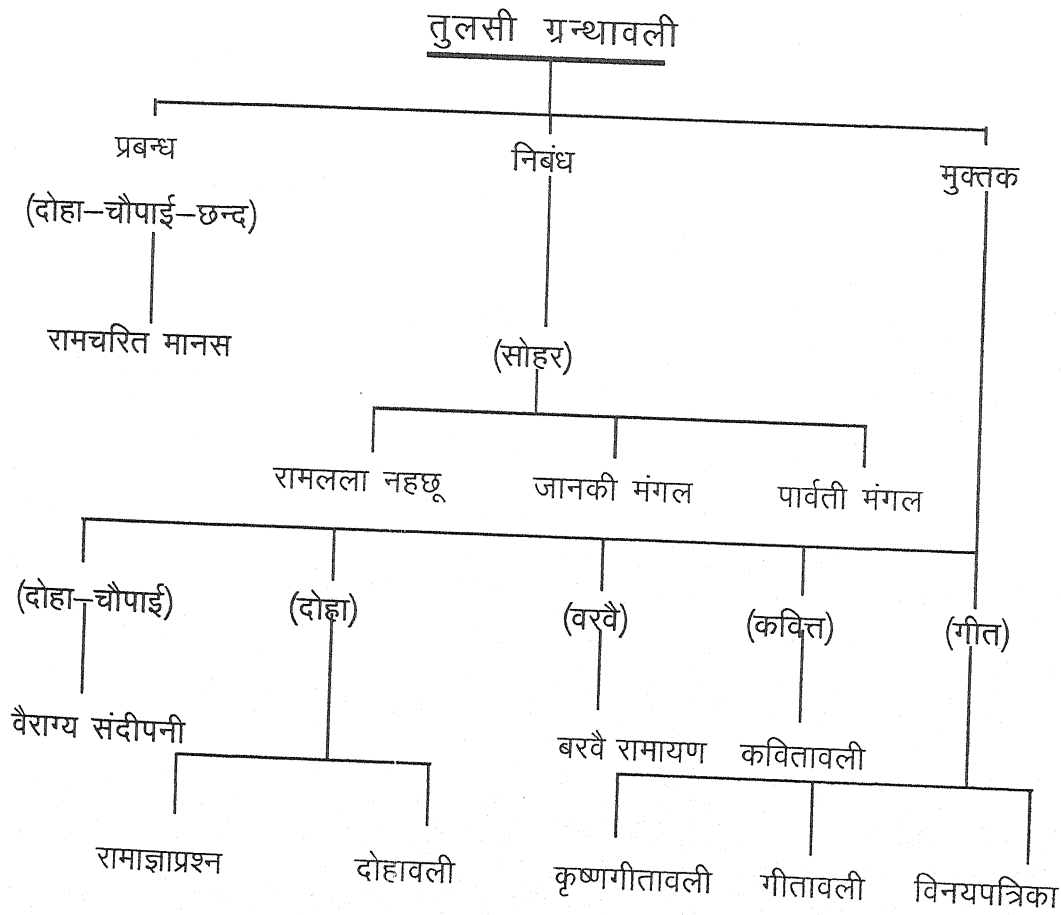 तुलसी ग्रन्थावली
प्रबन्ध निबंध मुक्तक
(दोहा–चौपाई–छन्द)
रामचरित मानस (सोहर)
रामलला नहछू जानकी मंगल पार्वती मंगल
(दोहा–चौपाई) (दोहा) (वरवै) (कवित्त) (गीत)
वैराग्य संदीपनी बरवै रामायण कवितावली
रामाज्ञाप्रश्न दोहावली कृष्णगीतावली गीतावली विनयपत्रिका